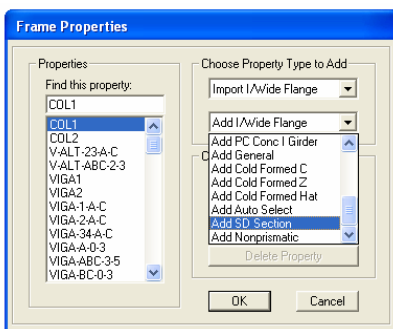 Frame Properties
Properties
Find this property:
COL1
COL1
COL2
V-ALT-23-A-C
V-ALT-ABC-2-3
VIGA1
VIGA2
VIGA-1-A-C
VIGA-2-A-C
VIGA-34-A-C
VIGA-A-0-3
VIGA-ABC-3-5
VIGA-BC-0-3
Choose Property Type to Add
Import I/Wide Flange
Add I/Wide Flange
Add PC Conc I Girder
Add General
Add Cold Formed C
Add Cold Formed Z
Add Cold Formed Hat
Add Auto Select
Add SD Section
Add Nonprismatic
Delete Property
OK
Cancel